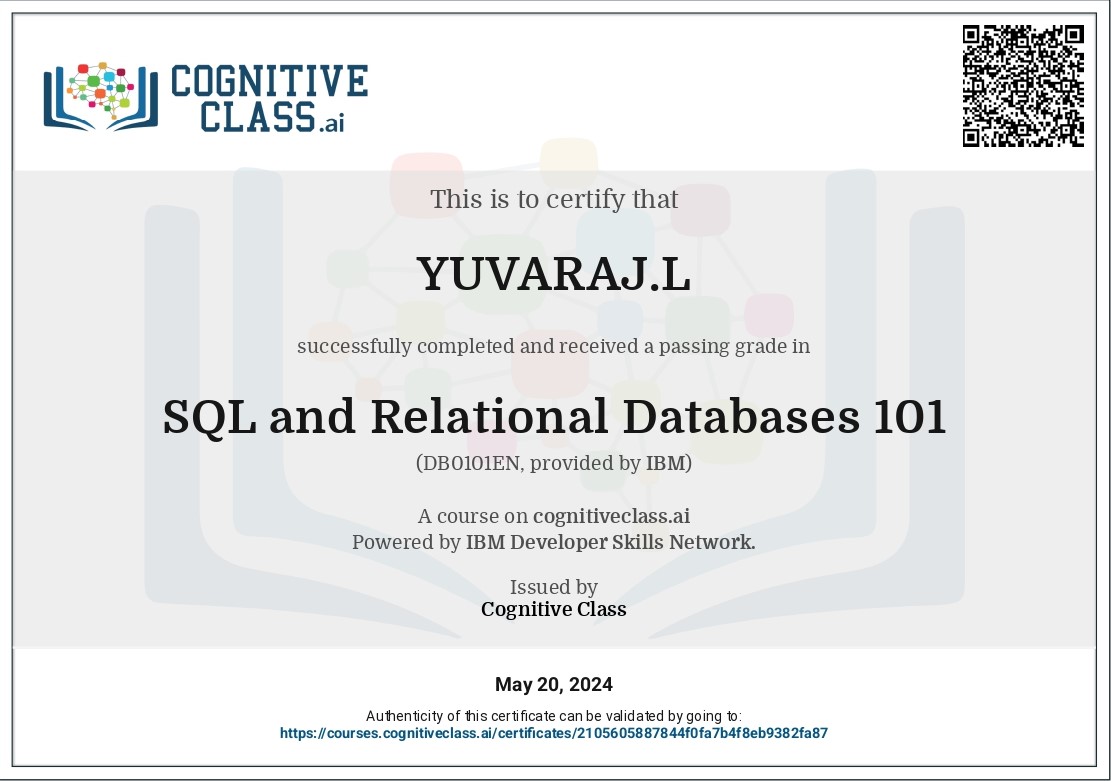 COGNITIVE
CLASS.ai
This is to certify that
YUVARAJ.L
successfully completed and received a passing grade in
SQL and Relational Databases 101
(DB0101EN, provided by IBM)
A course on cognitiveclass.ai
Powered by IBM Developer Skills Network.
Issued by
Cognitive Class
May 20, 2024
Authenticity of this certificate can be validated by going to:
https://courses.cognitiveclass.ai/certificates/2105605887844f0fa7b4f8eb9382fa87